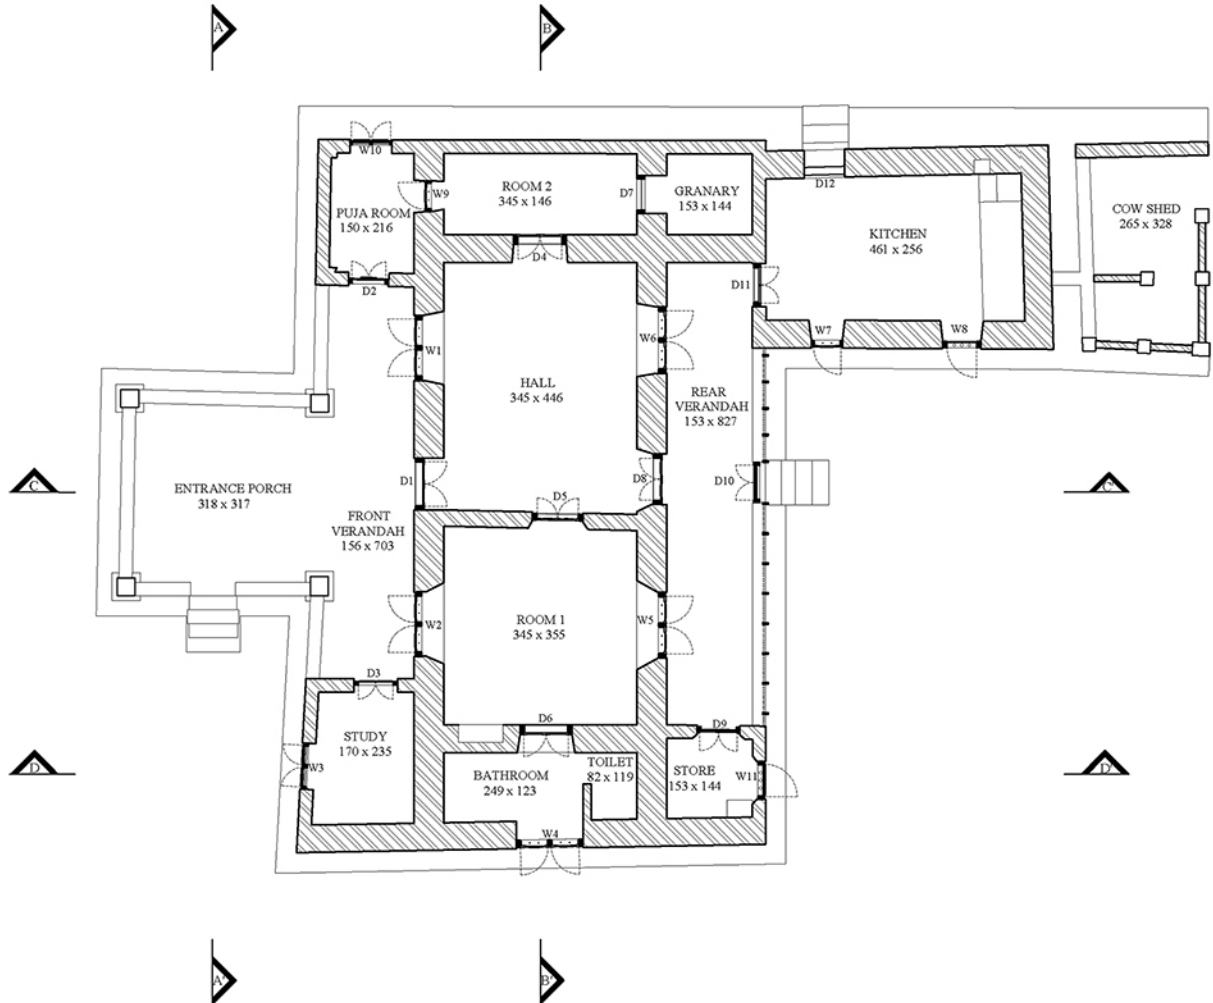 A
B
W10
W9
ROOM 2
345 x 146
D7
GRANARY
153 x 144
D12
PUJA ROOM
150 x 216
COW SHED
265 x 328
KITCHEN
461 x 256
D4
D2
D11
W1
W6
W7
W8
HALL
345 x 446
REAR
VERANDAH
153 x 827
C
ENTRANCE PORCH
318 x 317
D1
D5
D8
D10
C'
FRONT
VERANDAH
156 x 703
W2
ROOM 1
345 x 355
W5
D3
D6
D9
STUDY
170 x 235
W3
BATHROOM
249 x 123
TOILET
82 x 119
STORE
153 x 144
W11
D
D'
W4
A'
B'